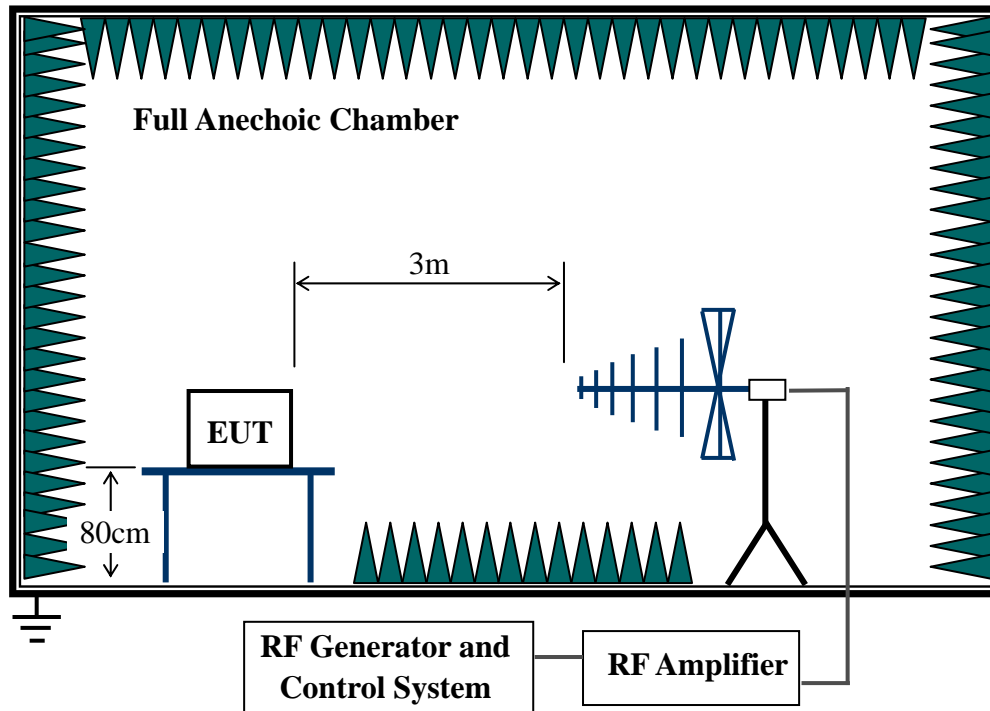 Full Anechoic Chamber
3m
EUT
80cm
RF Generator and
Control System
RF Amplifier